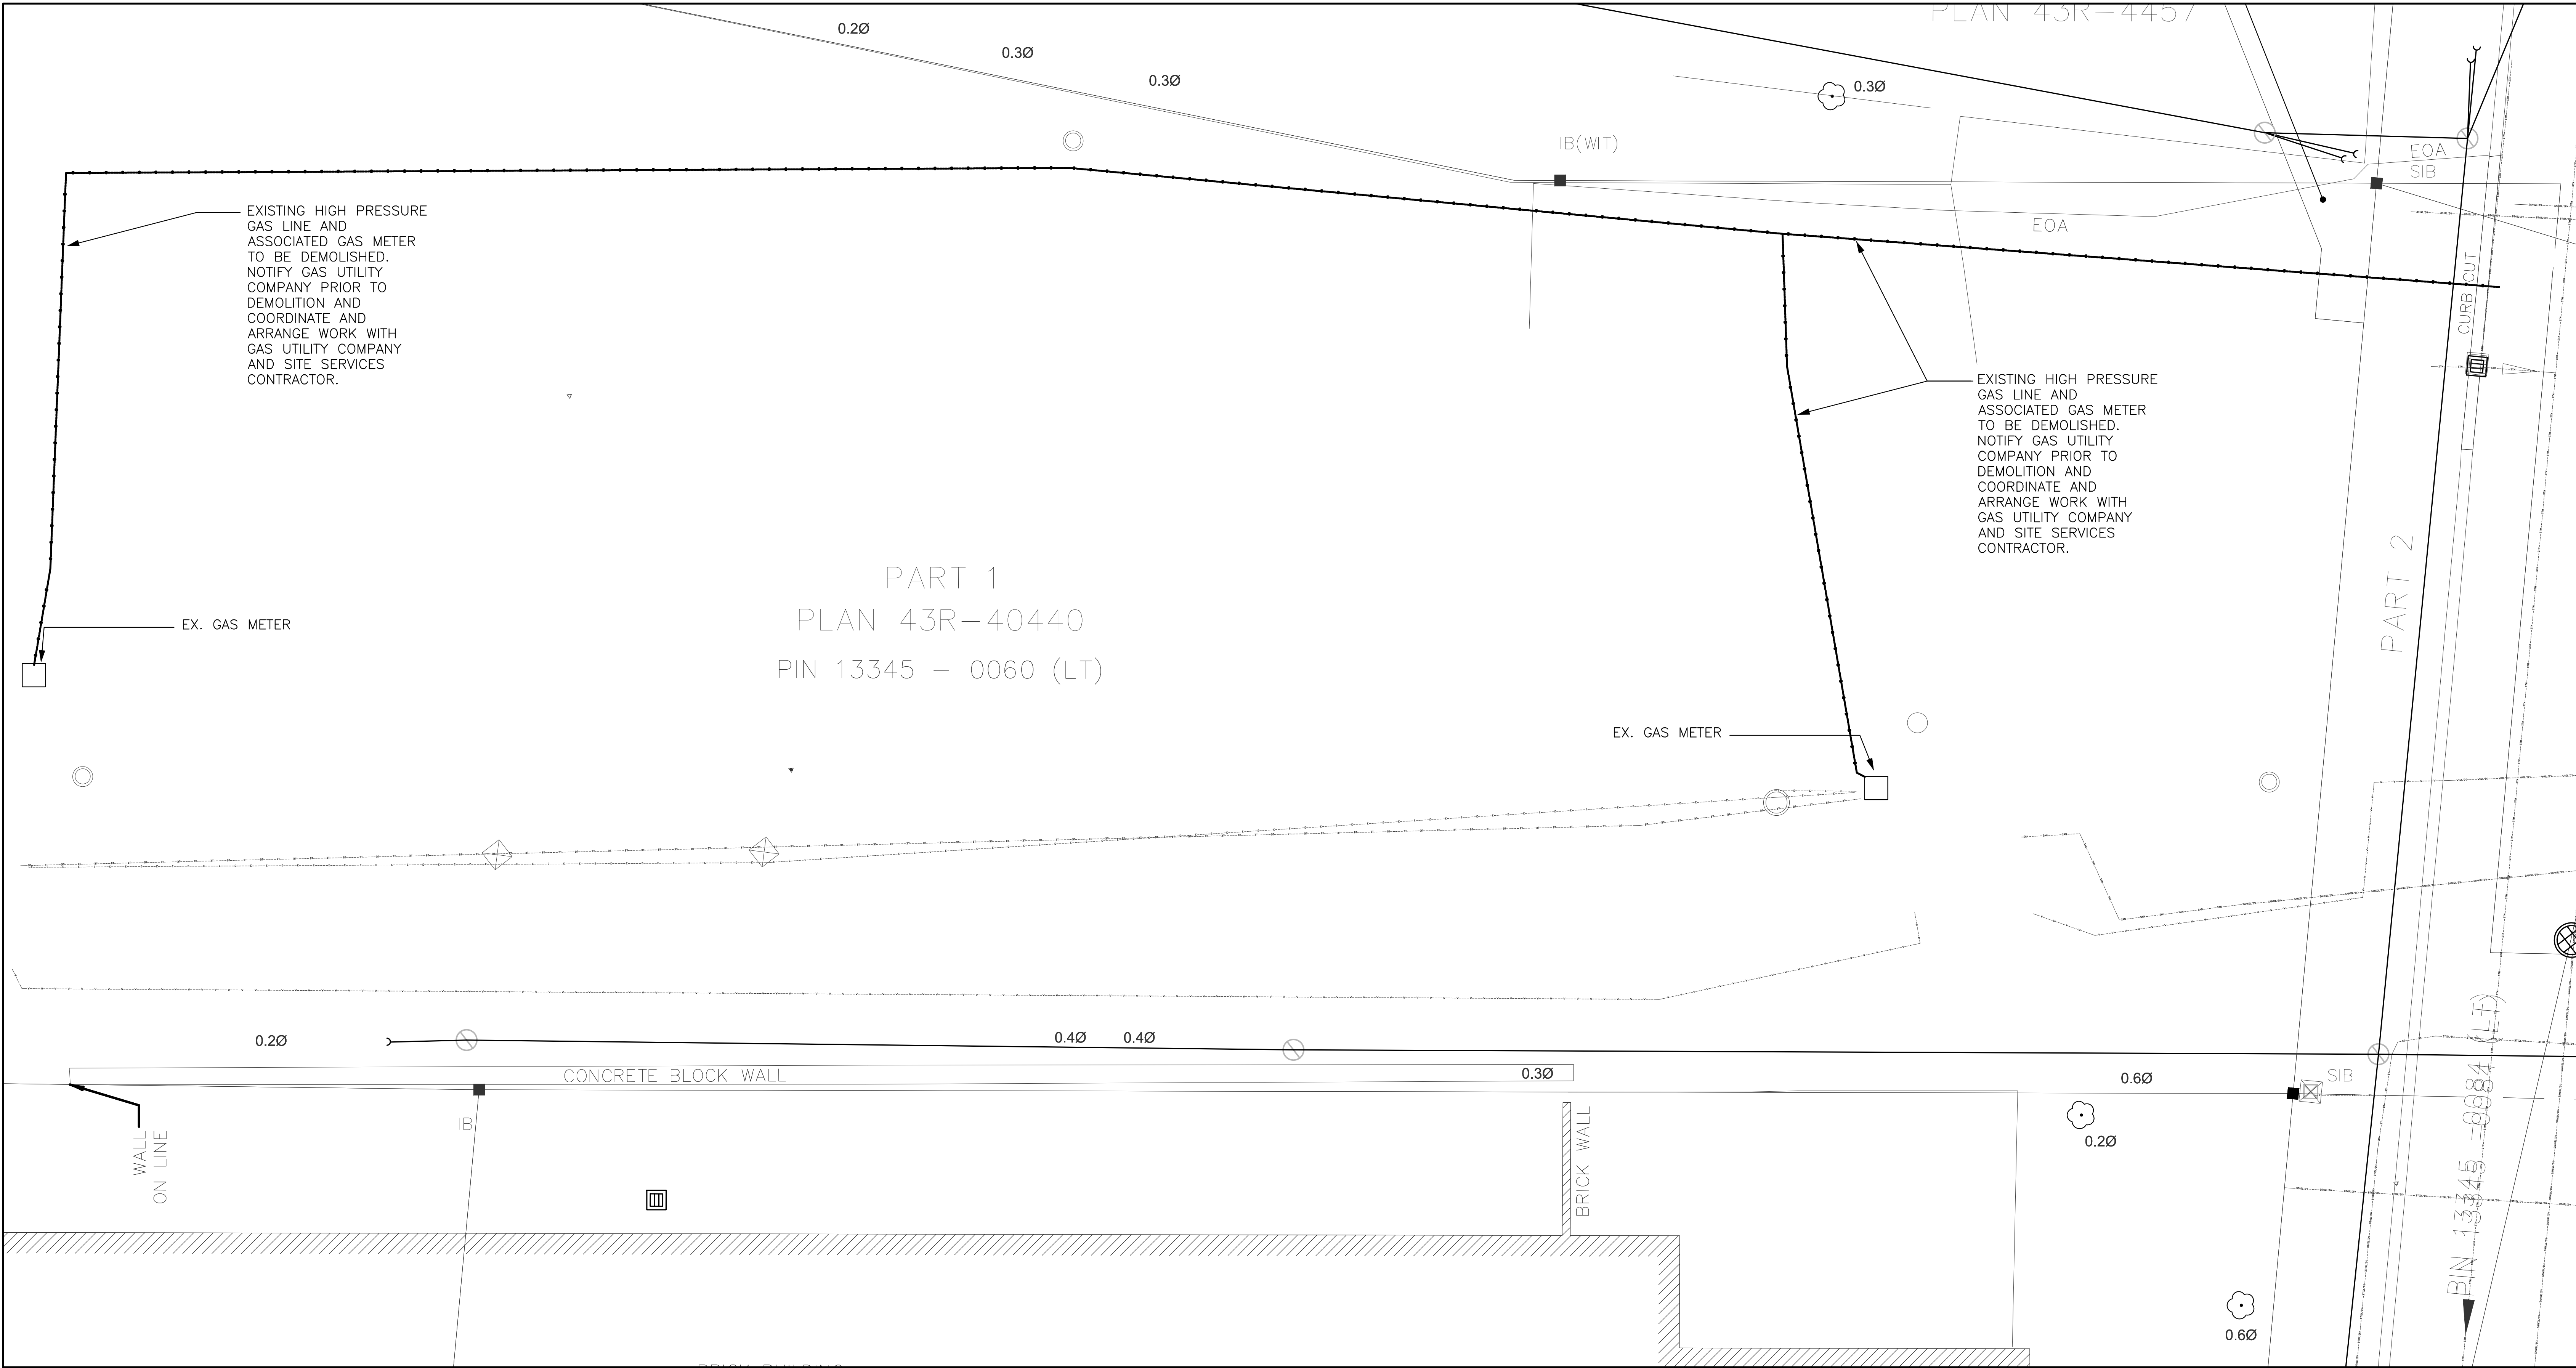 PLAN 43R-4457
0.2Ø
0.3Ø
0.3Ø
0.3Ø
IB(WIT)
EOA
SIB
EOA
CURB CUT
EXISTING HIGH PRESSURE
GAS LINE AND
ASSOCIATED GAS METER
TO BE DEMOLISHED.
NOTIFY GAS UTILITY
COMPANY PRIOR TO
DEMOLITION AND
COORDINATE AND
ARRANGE WORK WITH
GAS UTILITY COMPANY
AND SITE SERVICES
CONTRACTOR.
EXISTING HIGH PRESSURE
GAS LINE AND
ASSOCIATED GAS METER
TO BE DEMOLISHED.
NOTIFY GAS UTILITY
COMPANY PRIOR TO
DEMOLITION AND
COORDINATE AND
ARRANGE WORK WITH
GAS UTILITY COMPANY
AND SITE SERVICES
CONTRACTOR.
PART 1
PLAN 43R-40440
PIN 13345 - 0060 (LT)
PART 2
EX. GAS METER
EX. GAS METER
0.2Ø
0.4Ø
0.4Ø
CONCRETE BLOCK WALL
0.3Ø
0.6Ø
SIB
IB
WALL
ON LINE
BRICK WALL
0.2Ø
0.6Ø